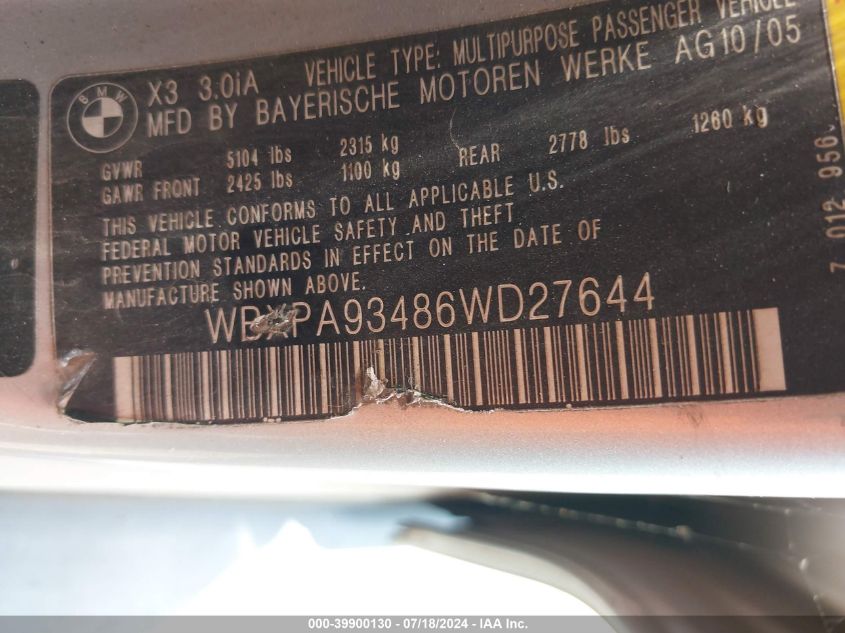 BMW
X3 3.0iA VEHICLE TYPE: MULTIPURPOSE PASSENGER VEHICLE
MFD BY BAYERISCHE MOTOREN WERKE AG 10/05
GVWR 5104 lbs 2315 kg
GAWR FRONT 2425 lbs 1100 kg REAR 2778 lbs 1260 kg
THIS VEHICLE CONFORMS TO ALL APPLICABLE U.S.
FEDERAL MOTOR VEHICLE SAFETY AND THEFT
PREVENTION STANDARDS IN EFFECT ON THE DATE OF
MANUFACTURE SHOWN ABOVE.
WBXPA93486WD27644
7 012 956
000-39900130 - 07/18/2024 - IAA Inc.